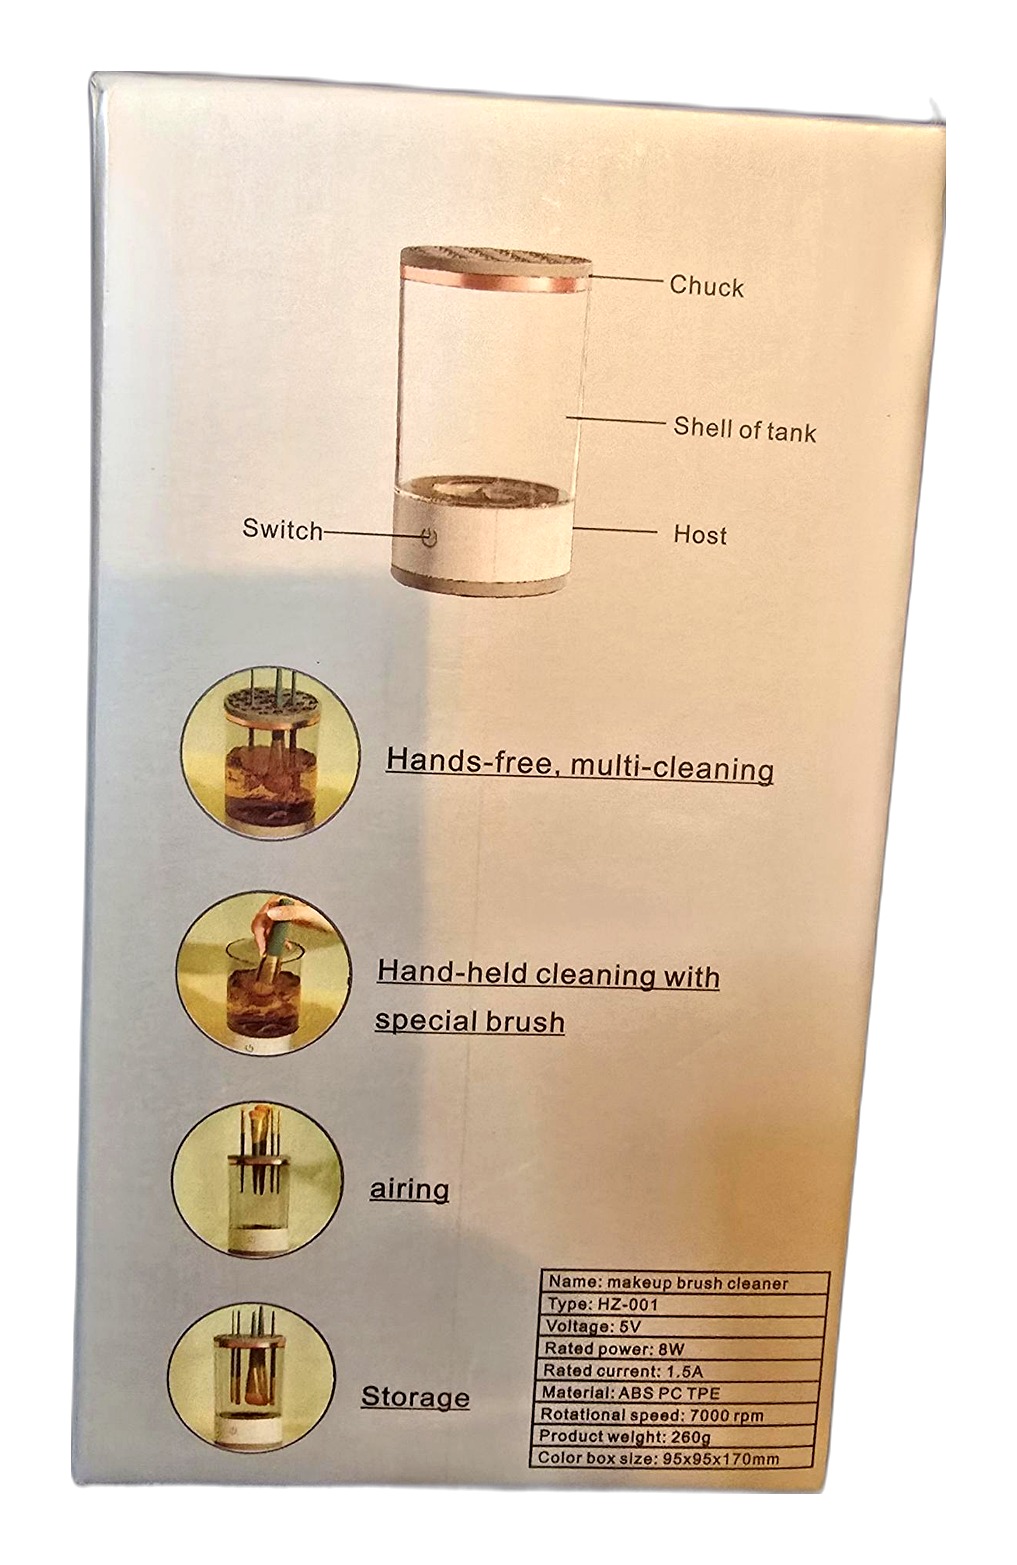 Chuck
Shell of tank
Switch
Host
Hands-free, multi-cleaning
Hand-held cleaning with
special brush
airing
Storage
Name: makeup brush cleaner
Type: HZ-001
Voltage: 5V
Rated power: 8W
Rated current: 1.5A
Material: ABS PC TPE
Rotational speed: 7000 rpm
Product weight: 260g
Color box size: 95x95x170mm